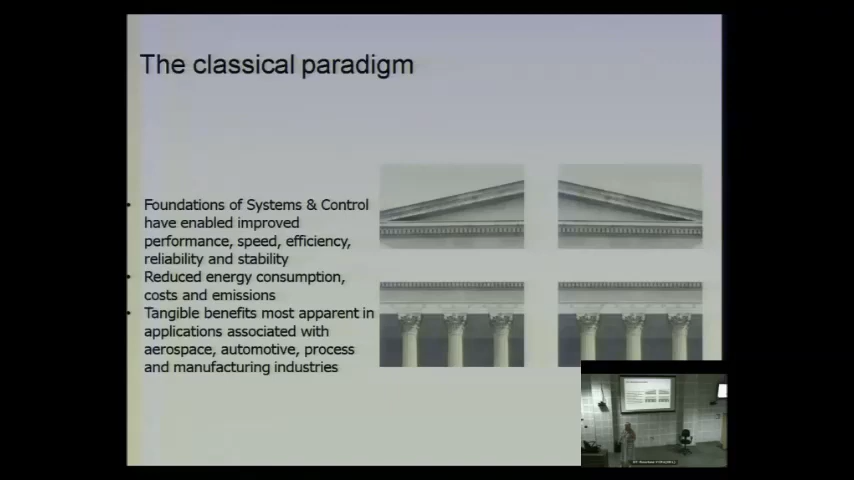 The classical paradigm
• Foundations of Systems & Control
have enabled improved
performance, speed, efficiency,
reliability and stability
• Reduced energy consumption,
costs and emissions
• Tangible benefits most apparent in
applications associated with
aerospace, automotive, process
and manufacturing industries